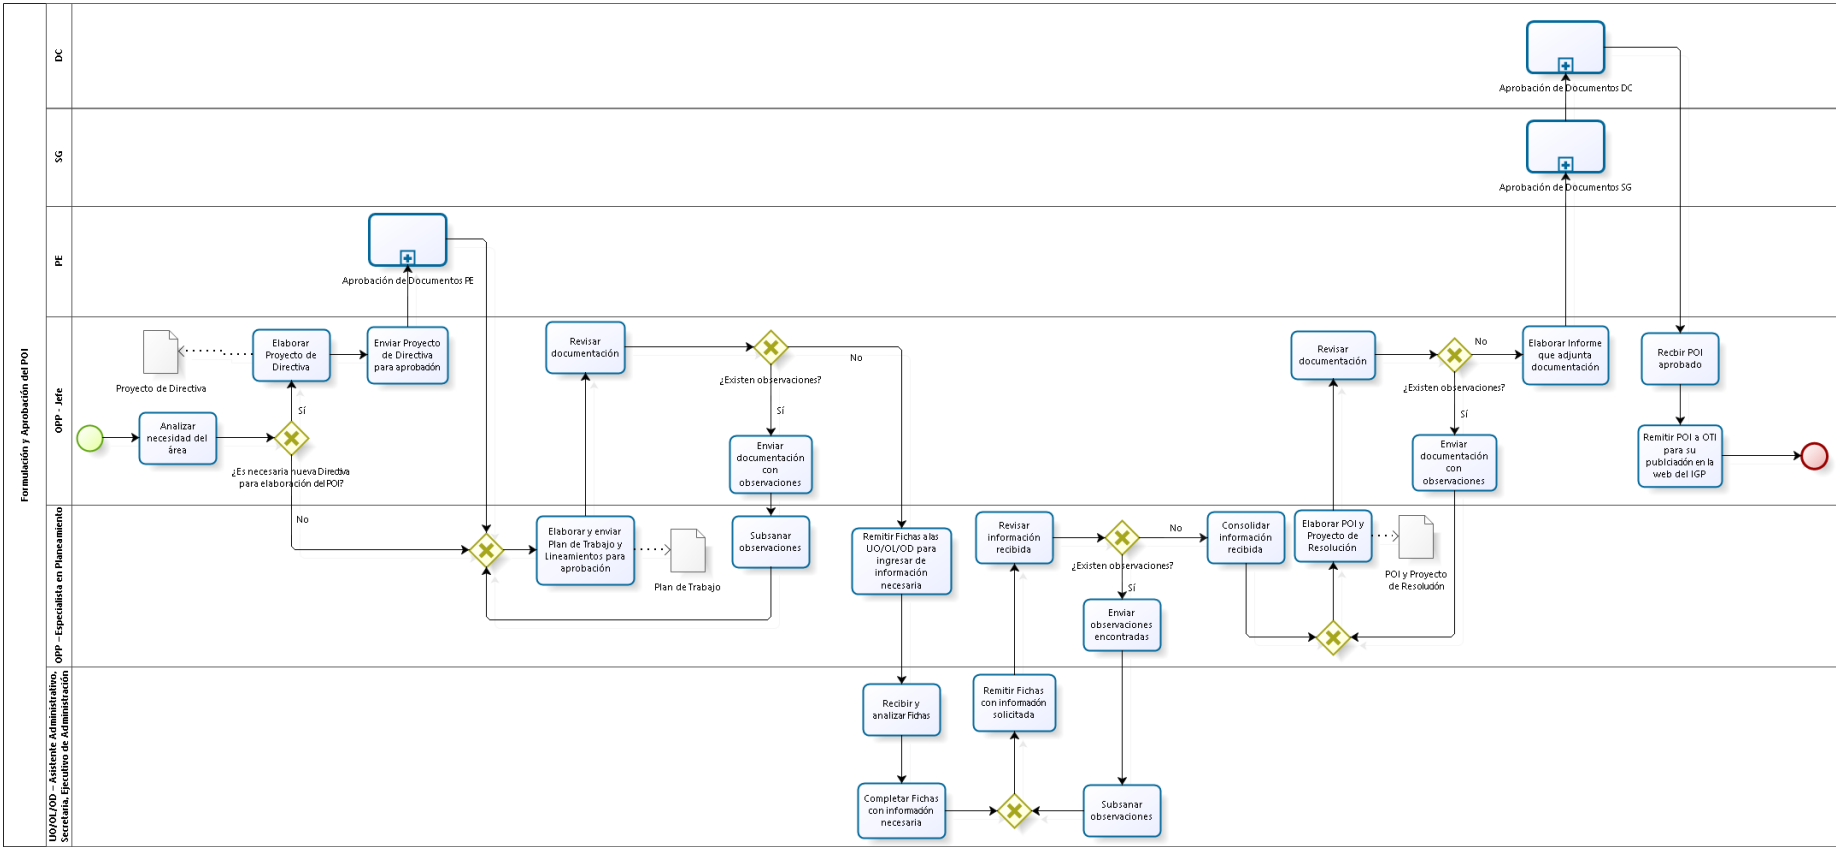 Formulación y Aprobación del POI
DC
Aprobación de Documentos DC
SG
Aprobación de Documentos SG
PE
Aprobación de Documentos PE
OPP - Jefe
Proyecto de Directiva
Elaborar
Proyecto de
Directiva
Enviar Proyecto
de Directiva
para aprobación
Analizar
necesidad del
área
Sí
¿Es necesaria nueva Directiva
para elaboración del POI?
No
Revisar
documentación
¿Existen observaciones?
No
Sí
Enviar
documentación
con
observaciones
Revisar
documentación
¿Existen observaciones?
No
Sí
Enviar
documentación
con
observaciones
Elaborar Informe
que adjunta
documentación
Recbir POI
aprobado
Remitir POI a OTI
para su
publciadón en la
web del IGP
OPP – Especialista en Planeamiento
Elaborar y enviar
Plan de Trabajo y
Lineamientos para
aprobación
Plan de Trabajo
Subsanar
observaciones
Remitir Fichas a las
UO/OL/OD para
ingresar de
información
necesaria
Revisar
información
recibida
¿Existen observaciones?
No
Sí
Enviar
observaciones
encontradas
Consolidar
información
recibida
Elaborar POI y
Proyecto de
Resolución
POI y Proyecto
de Resolución
UO/OL/OD – Asistente Administrativo,
Secretaria, Ejecutivo de Administración
Recibir y
analizar Fichas
Completar Fichas
con información
necesaria
Remitir Fichas
con información
solicitada
Subsanar
observaciones